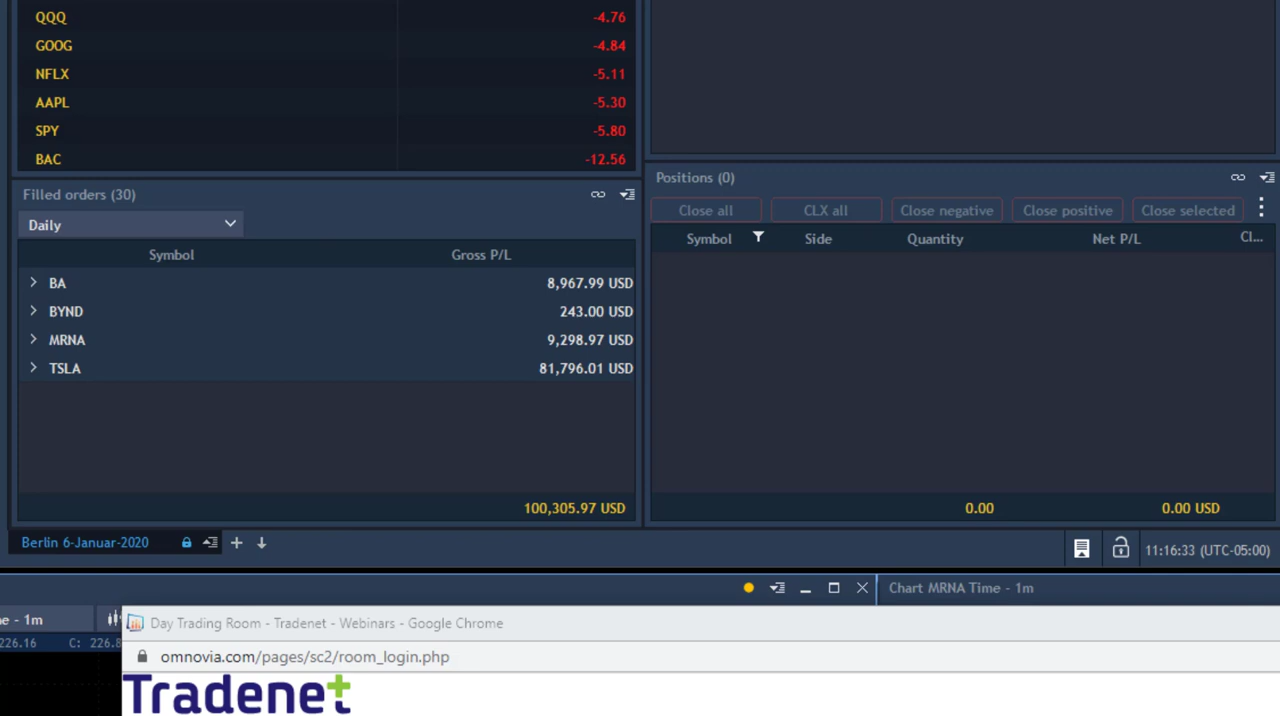 QQQ -4.76
GOOG -4.84
NFLX -5.11
AAPL -5.30
SPY -5.80
BAC -12.56
Filled orders (30)
Daily
Symbol Gross P/L
BA 8,967.99 USD
BYND 243.00 USD
MRNA 9,298.97 USD
TSLA 81,796.01 USD
100,305.97 USD
Positions (0)
Close all CLX all Close negative Close positive Close selected
Symbol Side Quantity Net P/L Cl...
0.00 0.00 USD
Berlin 6-Januar-2020
11:16:33 (UTC-05:00)
Chart MRNA Time - 1m
e - 1m
226.16 C: 226.8
Day Trading Room - Tradenet - Webinars - Google Chrome
omnovia.com/pages/sc2/room_login.php
Tradenet